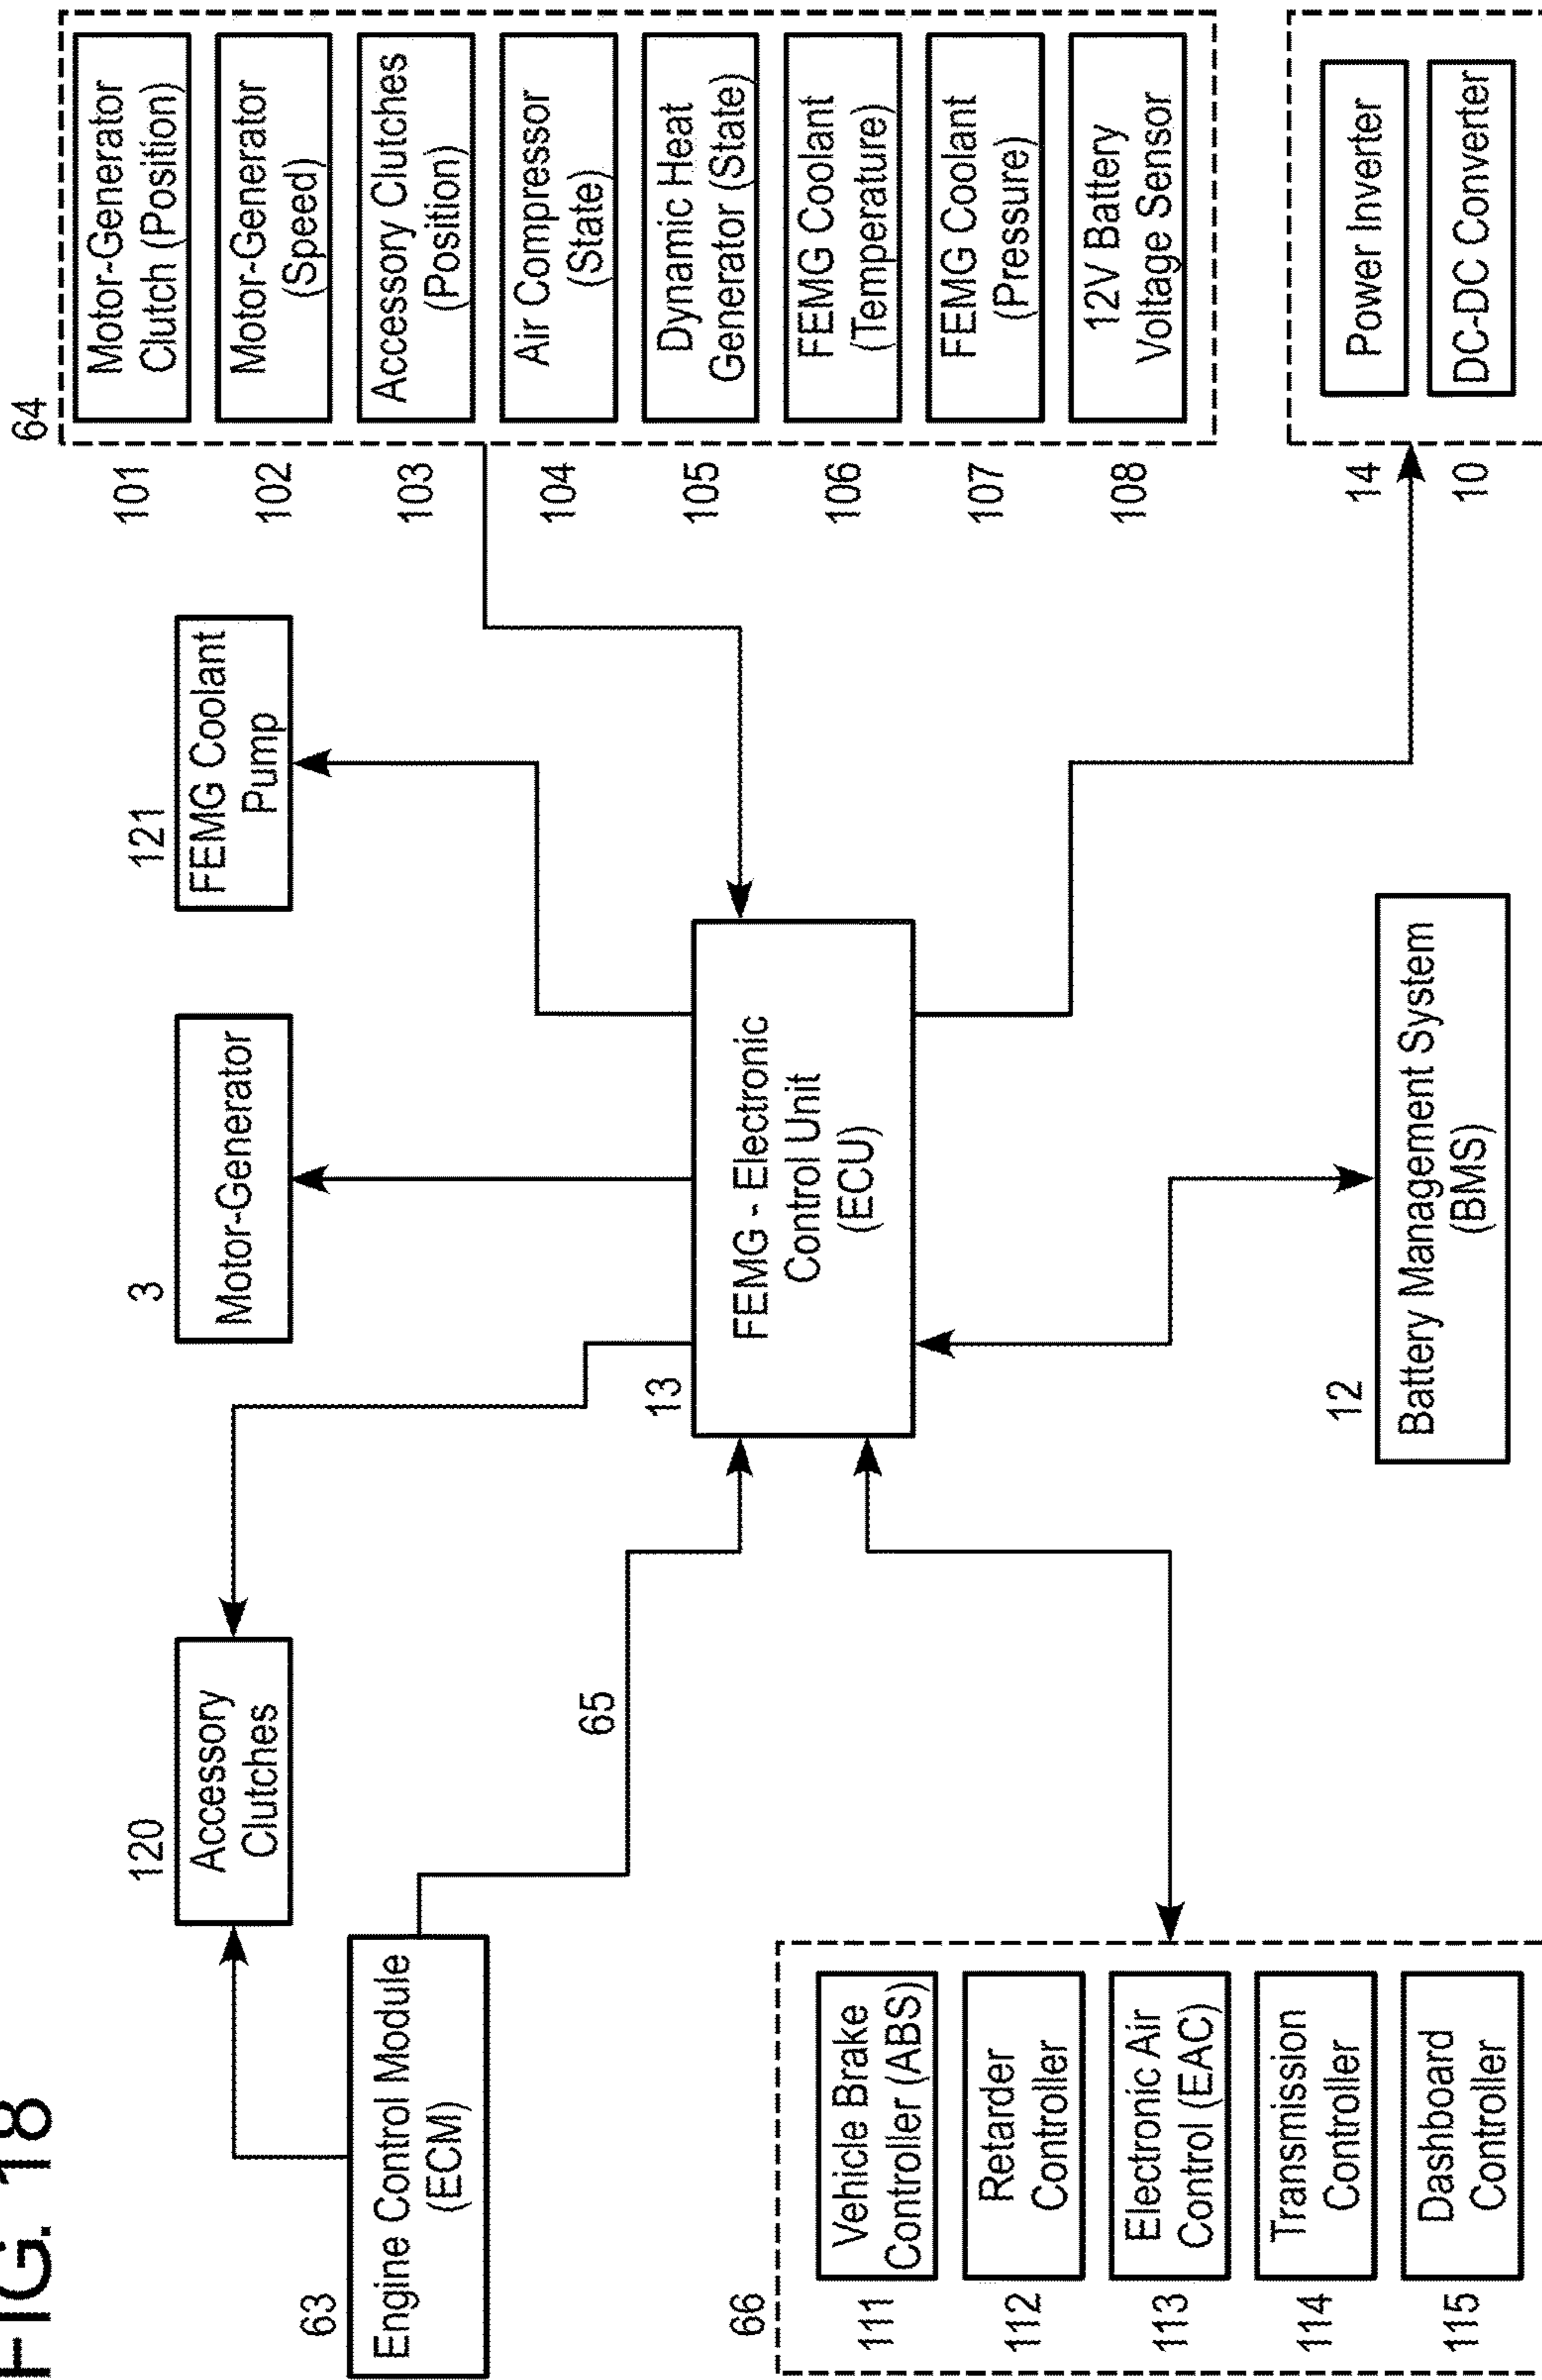 FIG. 18
120
Accessory
Clutches
3
Motor-Generator
121
FEMG Coolant
Pump
63
Engine Control Module
(ECM)
65
13
FEMG - Electronic
Control Unit
(ECU)
64
101
Motor-Generator
Clutch (Position)
102
Motor-Generator
(Speed)
103
Accessory Clutches
(Position)
104
Air Compressor
(State)
105
Dynamic Heat
Generator (State)
106
FEMG Coolant
(Temperature)
107
FEMG Coolant
(Pressure)
108
12V Battery
Voltage Sensor
66
111
Vehicle Brake
Controller (ABS)
112
Retarder
Controller
113
Electronic Air
Control (EAC)
114
Transmission
Controller
115
Dashboard
Controller
12
Battery Management System
(BMS)
14
Power Inverter
10
DC-DC Converter